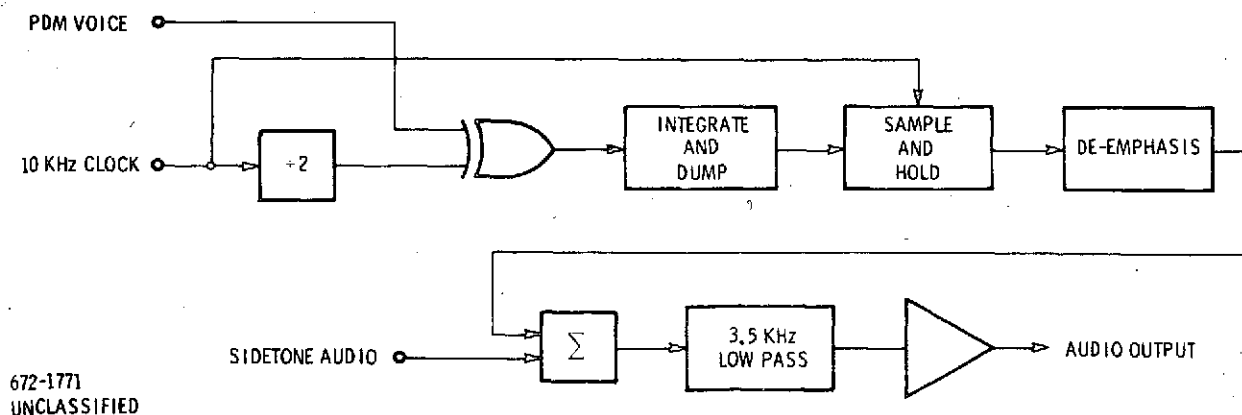 PDM VOICE
10 KHz CLOCK
÷2
INTEGRATE
AND
DUMP
SAMPLE
AND
HOLD
DE-EMPHASIS
SIDETONE AUDIO
Σ
3.5 KHz
LOW PASS
AUDIO OUTPUT
672-1771
UNCLASSIFIED